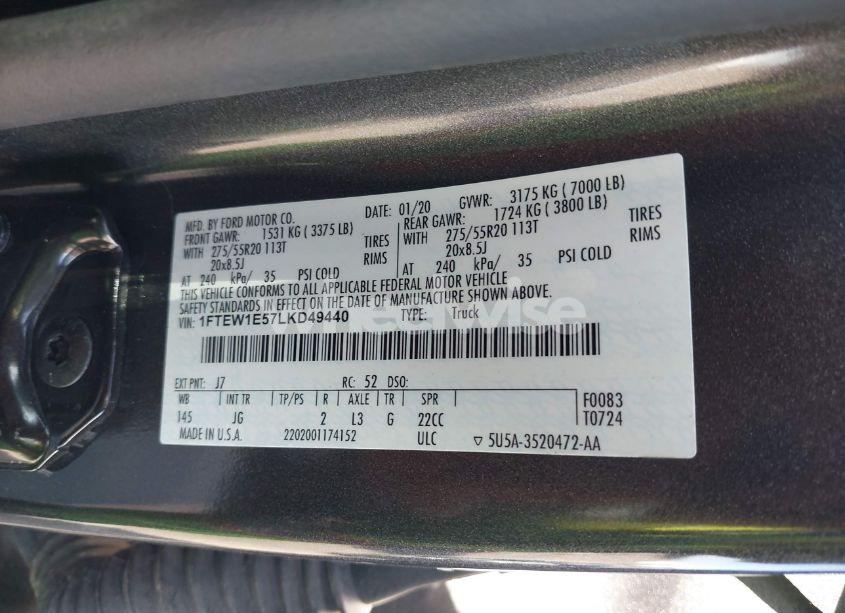 MFD. BY FORD MOTOR CO. DATE: 01/20 GVWR: 3175 KG ( 7000 LB)
FRONT GAWR: 1531 KG ( 3375 LB) REAR GAWR: 1724 KG ( 3800 LB)
WITH 275/55R20 113T TIRES WITH 275/55R20 113T TIRES
20x8.5J RIMS 20x8.5J RIMS
AT 240 kPa/ 35 PSI COLD AT 240 kPa/ 35 PSI COLD
THIS VEHICLE CONFORMS TO ALL APPLICABLE FEDERAL MOTOR VEHICLE
SAFETY STANDARDS IN EFFECT ON THE DATE OF MANUFACTURE SHOWN ABOVE.
VIN: 1FTEW1E57LKD49440 TYPE: Truck
EXT PNT: J7 RC: 52 DSO:
WB INT TR TP/PS R AXLE TR SPR F0083
145 JG 2 L3 G 22CC T0724
MADE IN U.S.A. 2202001174152 ULC ▽ 5U5A-3520472-AA